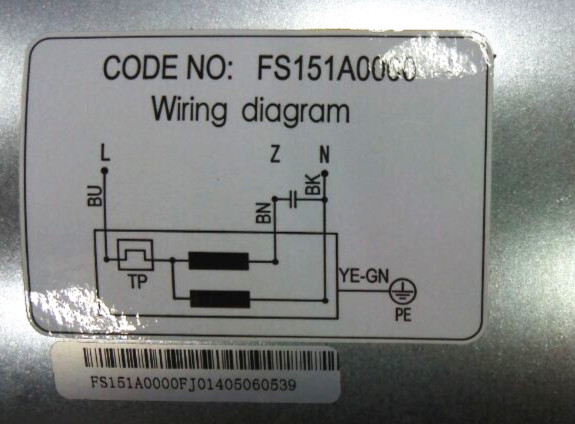 CODE NO: FS151A0000
Wiring diagram
L Z N
BU BN BK
TP
YE-GN
PE
FS151A0000FJ01405060539